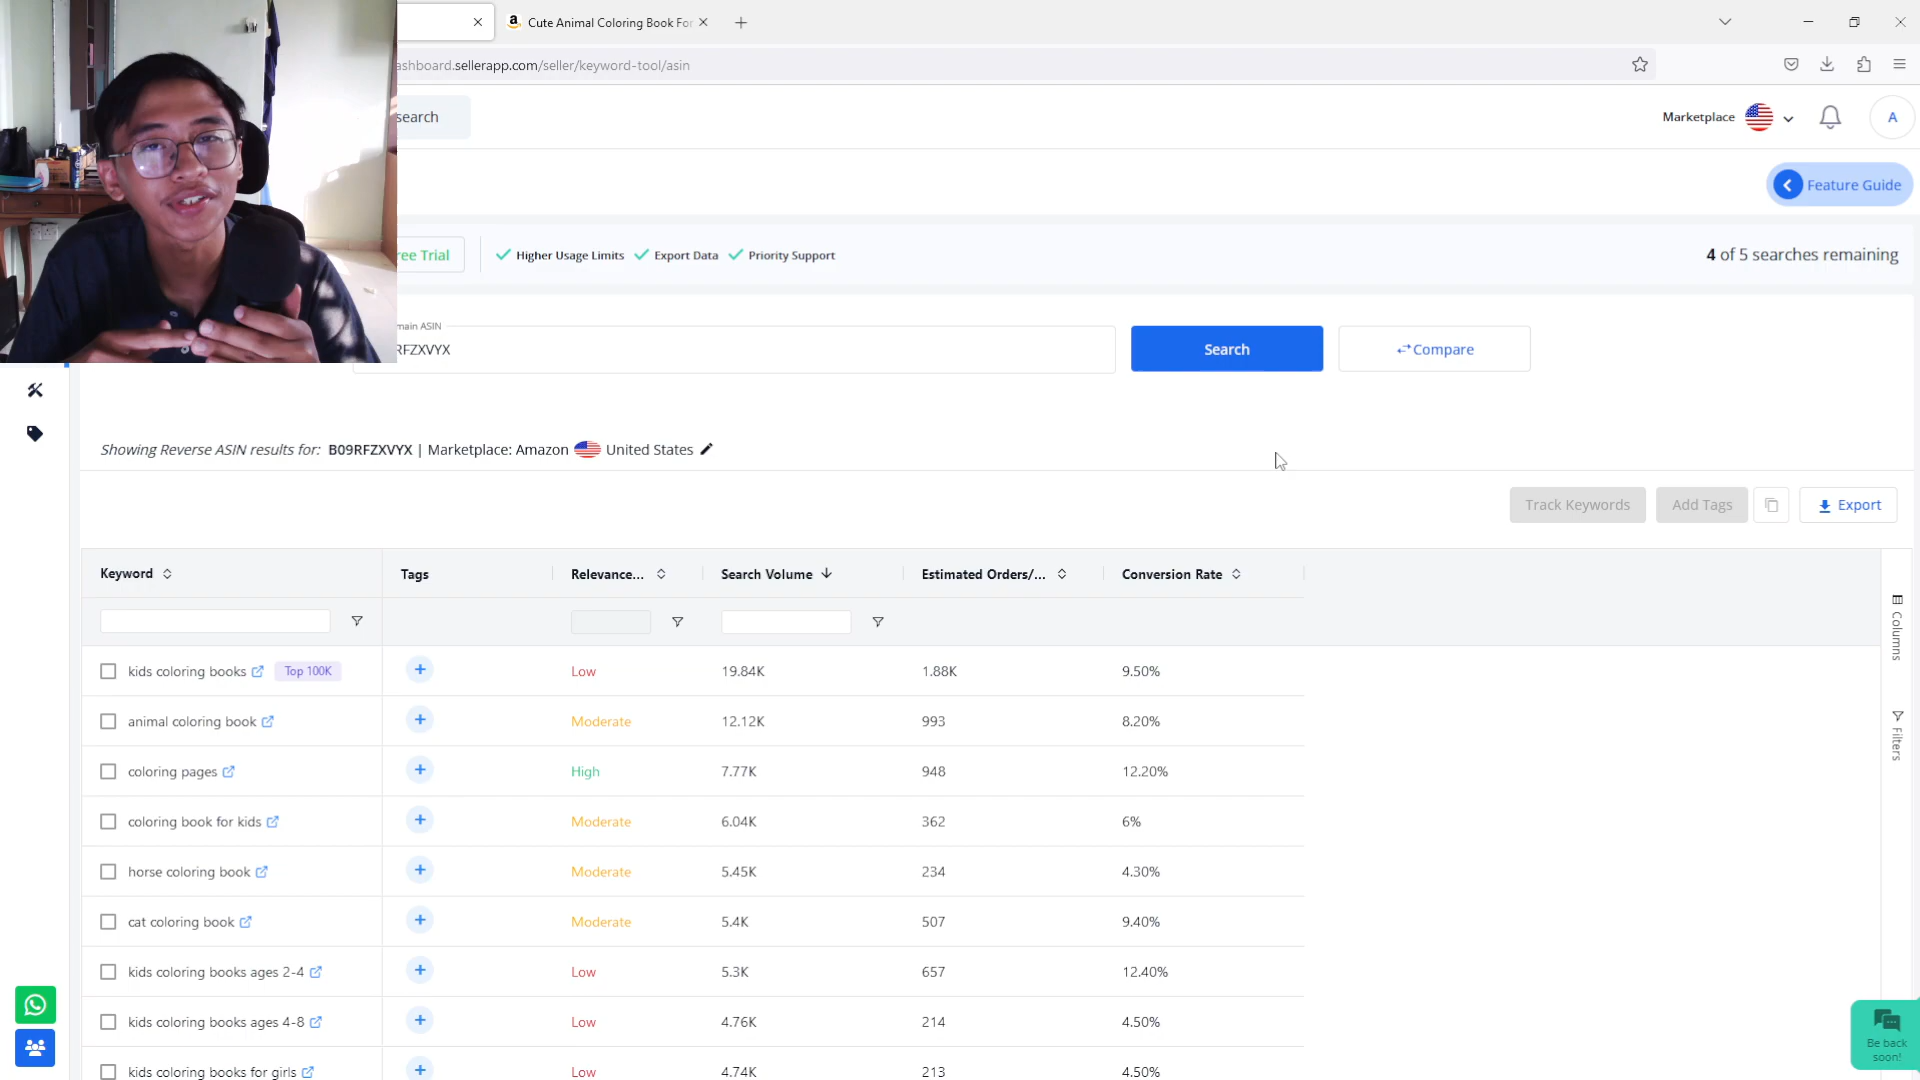 Cute Animal Coloring Book For
ashboard.sellerapp.com/seller/keyword-tool/asin
search
Marketplace
A
Feature Guide
ree Trial
Higher Usage Limits
Export Data
Priority Support
4 of 5 searches remaining
main ASIN
RFZXVYX
Search
Compare
Showing Reverse ASIN results for: B09RFZXVYX | Marketplace: Amazon United States
Track Keywords
Add Tags
Export
Keyword
Tags
Relevance...
Search Volume
Estimated Orders/...
Conversion Rate
kids coloring books Top 100K Low 19.84K 1.88K 9.50%
animal coloring book Moderate 12.12K 993 8.20%
coloring pages High 7.77K 948 12.20%
coloring book for kids Moderate 6.04K 362 6%
horse coloring book Moderate 5.45K 234 4.30%
cat coloring book Moderate 5.4K 507 9.40%
kids coloring books ages 2-4 Low 5.3K 657 12.40%
kids coloring books ages 4-8 Low 4.76K 214 4.50%
kids coloring books for girls Low 4.74K 213 4.50%
Columns
Filters
Be back
soon!